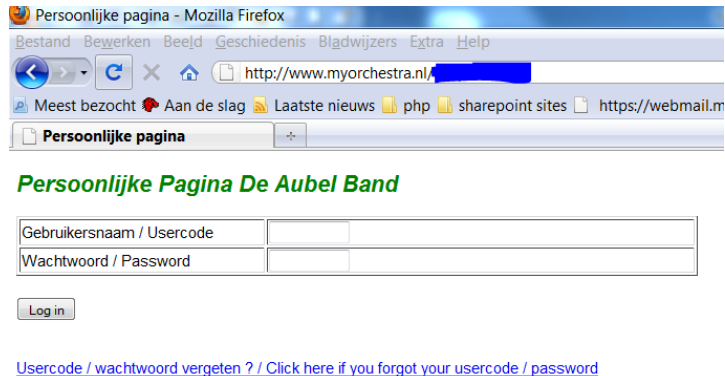 Persoonlijke pagina - Mozilla Firefox
Bestand Bewerken Beeld Geschiedenis Bladwijzers Extra Help
http://www.myorchestra.nl/
Meest bezocht Aan de slag Laatste nieuws php sharepoint sites https://webmail.m
Persoonlijke pagina
Persoonlijke Pagina De Aubel Band
Gebruikersnaam / Usercode
Wachtwoord / Password
Log in
Usercode / wachtwoord vergeten ? / Click here if you forgot your usercode / password